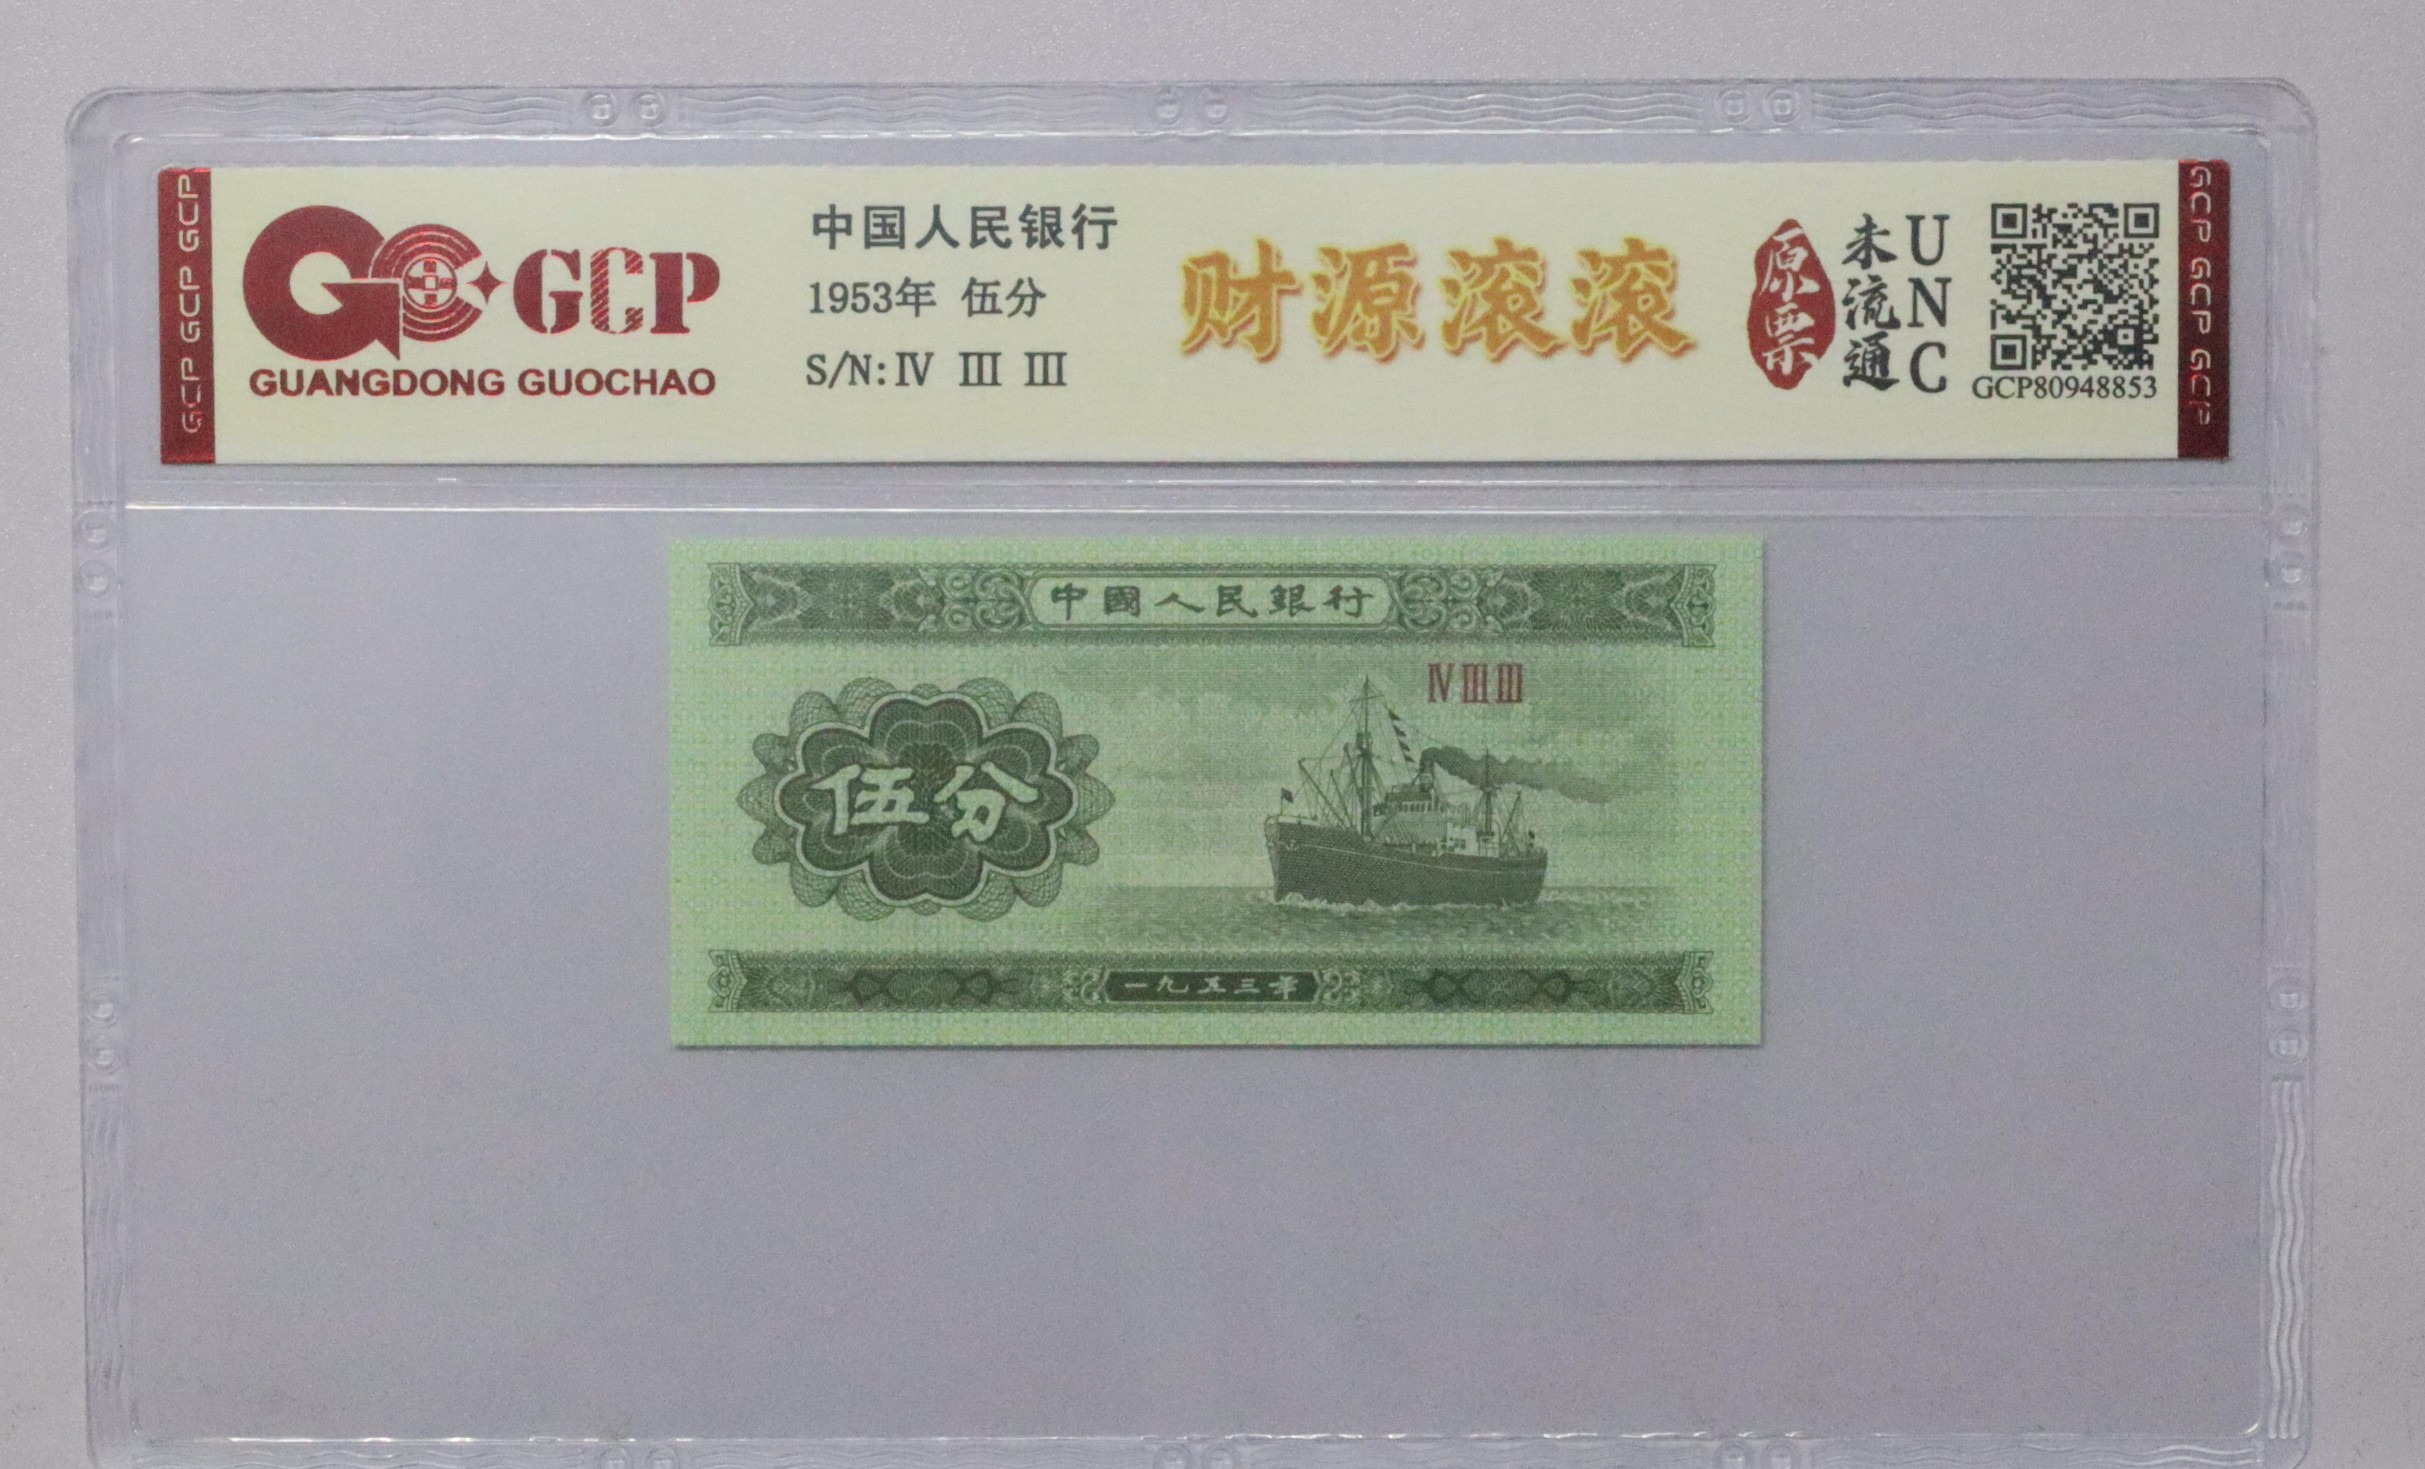 GCP GCP GCP
GCP
GUANGDONG GUOCHAO
中国人民银行
1953年 伍分
S/N:Ⅳ Ⅲ Ⅲ
财源滚滚
原票
未流通
UNC
GCP80948853
GCP GCP GCP
中國人民銀行
ⅣⅢⅢ
伍分
一九五三年